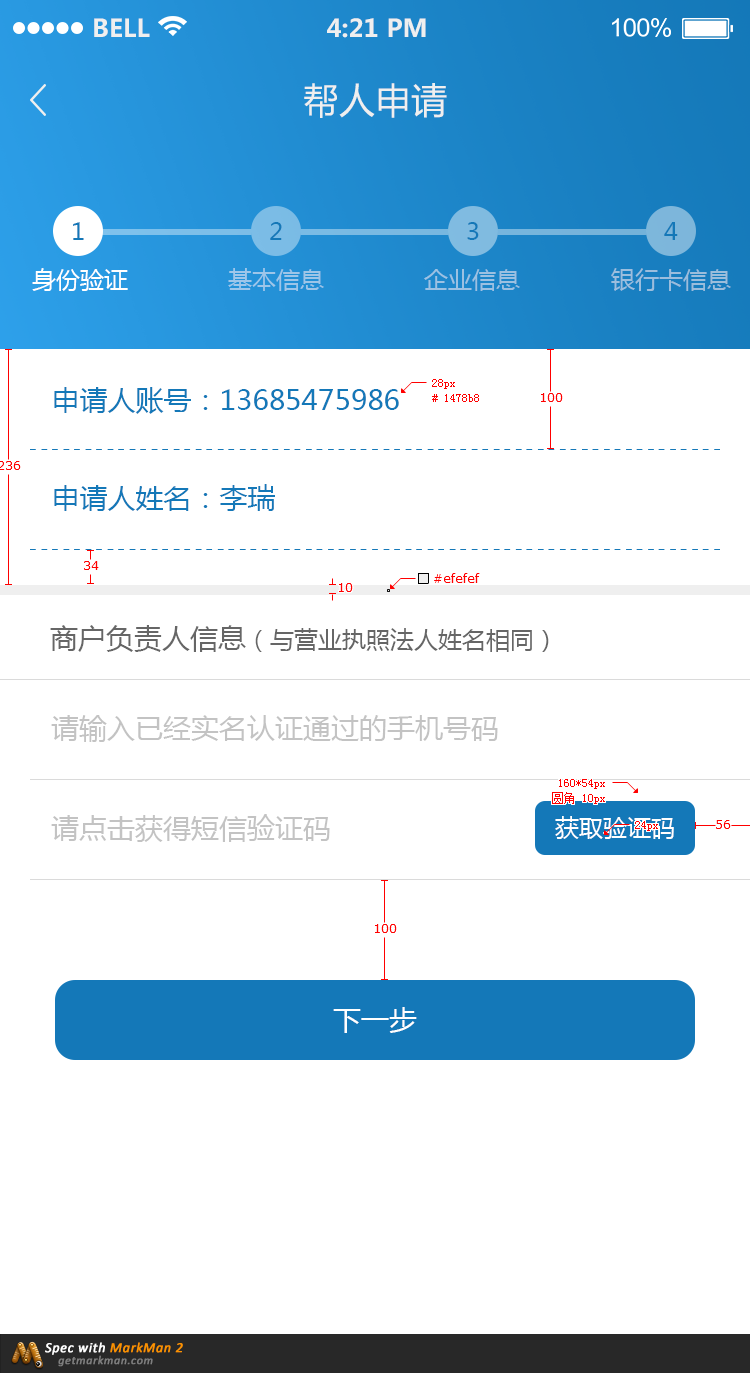 BELL 4:21 PM 100%
帮人申请
1 2 3 4
身份验证 基本信息 企业信息 银行卡信息
申请人账号：13685475986
28px
# 1478b8
100
236
申请人姓名：李瑞
34
10
#efefef
商户负责人信息（与营业执照法人姓名相同）
请输入已经实名认证通过的手机号码
160*54px
圆角 10px
请点击获得短信验证码
获取验证码
24px
56
100
下一步
Spec with MarkMan 2
getmarkman.com